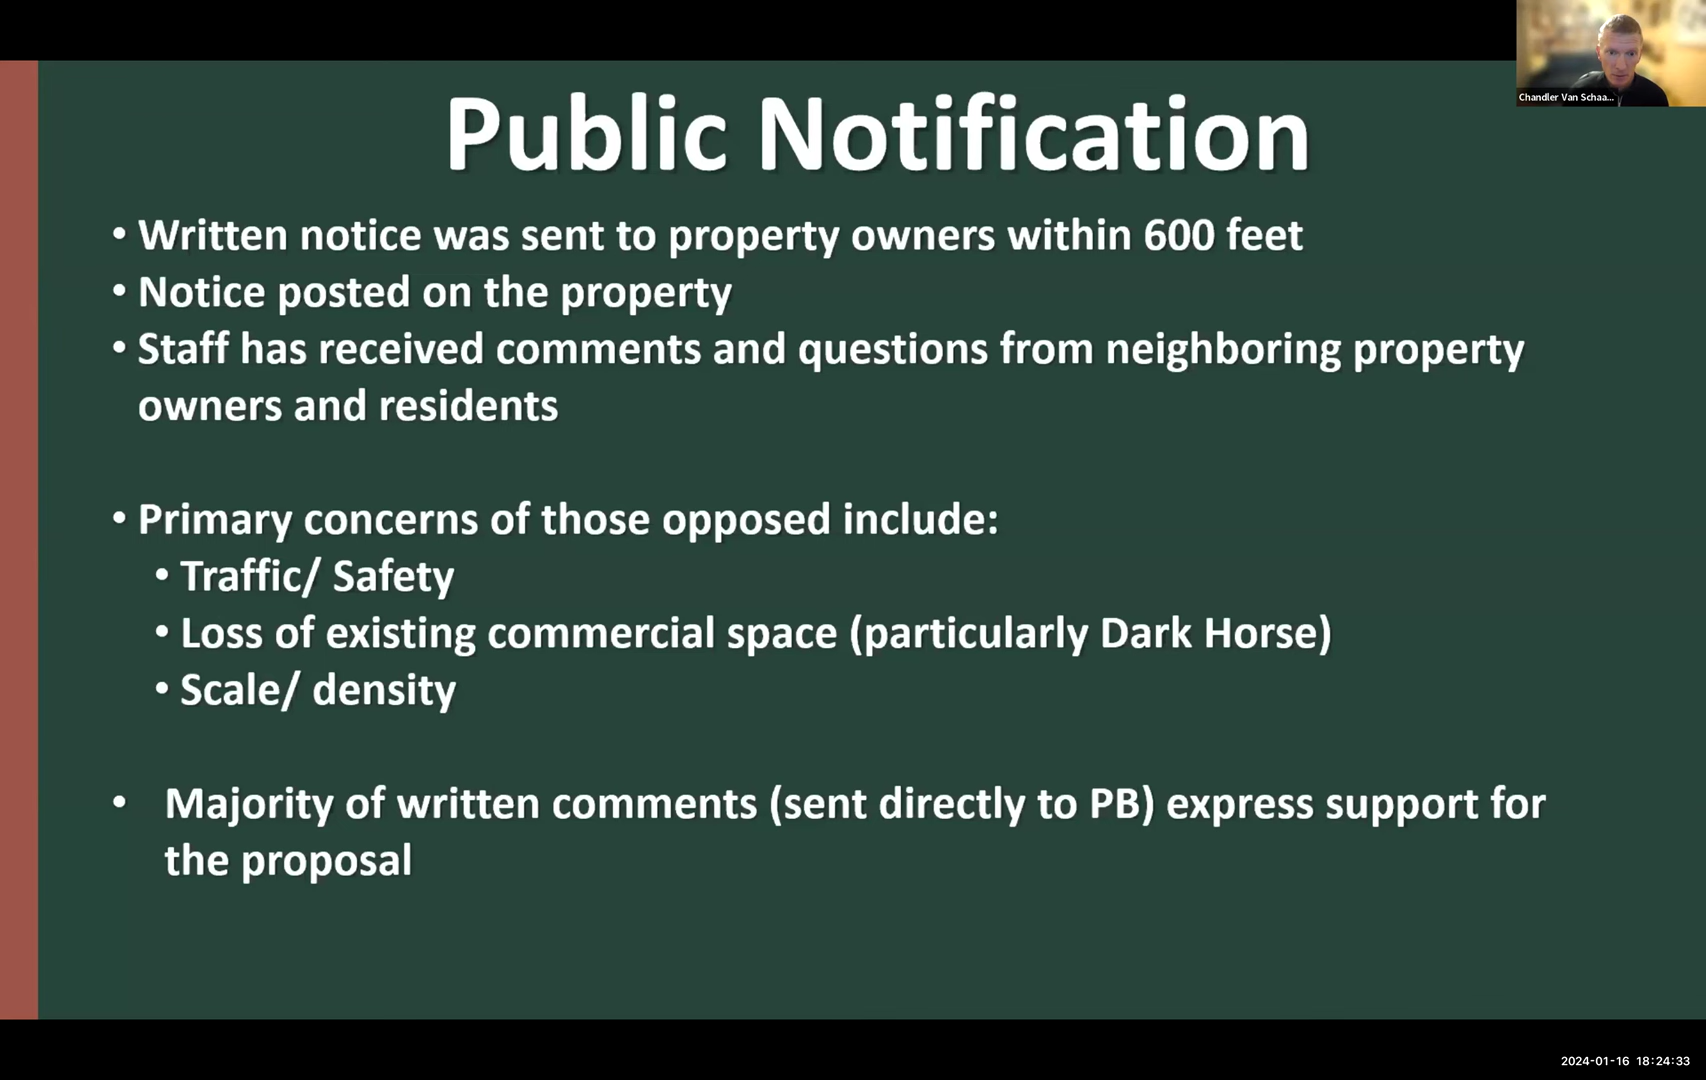 Chandler Van Schaa...
Public Notification
• Written notice was sent to property owners within 600 feet
• Notice posted on the property
• Staff has received comments and questions from neighboring property
owners and residents
• Primary concerns of those opposed include:
• Traffic/ Safety
• Loss of existing commercial space (particularly Dark Horse)
• Scale/ density
• Majority of written comments (sent directly to PB) express support for
the proposal
2024-01-16 18:24:33